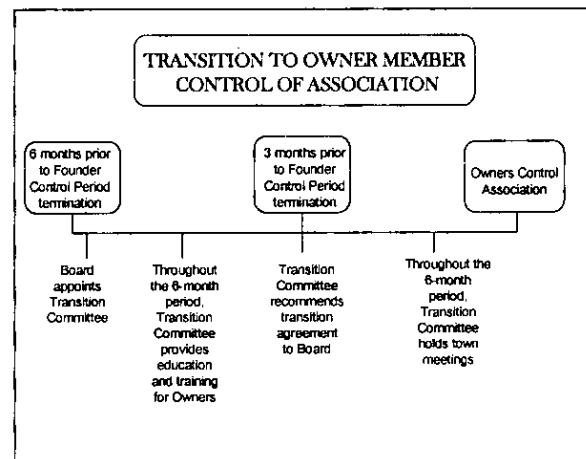 TRANSITION TO OWNER MEMBER
CONTROL OF ASSOCIATION
6 months prior
to Founder
Control Period
termination
3 months prior
to Founder
Control Period
termination
Owners Control
Association
Board
appoints
Transition
Committee
Throughout
the 6-month
period,
Transition
Committee
provides
education
and training
for Owners
Transition
Committee
recommends
transition
agreement
to Board
Throughout the
6-month
period,
Transition
Committee
holds town
meetings